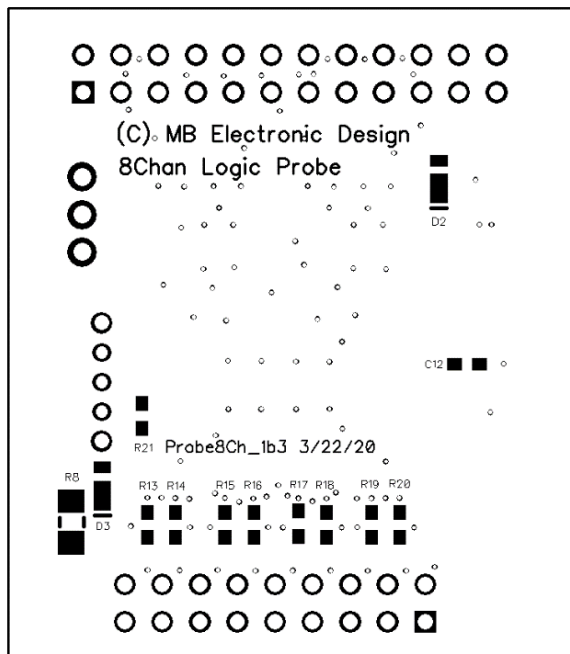 (C) MB Electronic Design
8Chan Logic Probe
D2
C12
R21
Probe8Ch_1b3 3/22/20
R8
R13 R14 R15 R16 R17 R18 R19 R20
D3